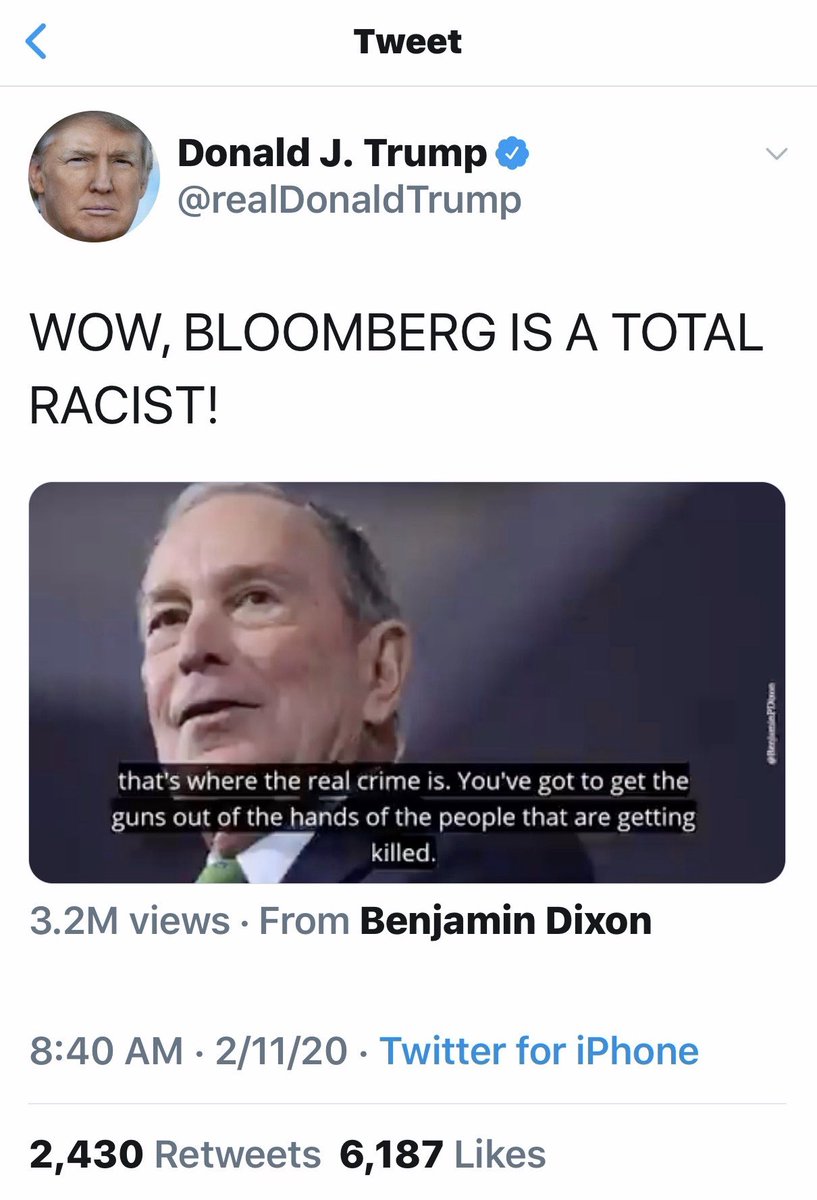 Tweet
Donald J. Trump
@realDonaldTrump
WOW, BLOOMBERG IS A TOTAL
RACIST!
that's where the real crime is. You've got to get the
guns out of the hands of the people that are getting
killed.
@BenjaminPDixon
3.2M views · From Benjamin Dixon
8:40 AM · 2/11/20 · Twitter for iPhone
2,430 Retweets 6,187 Likes